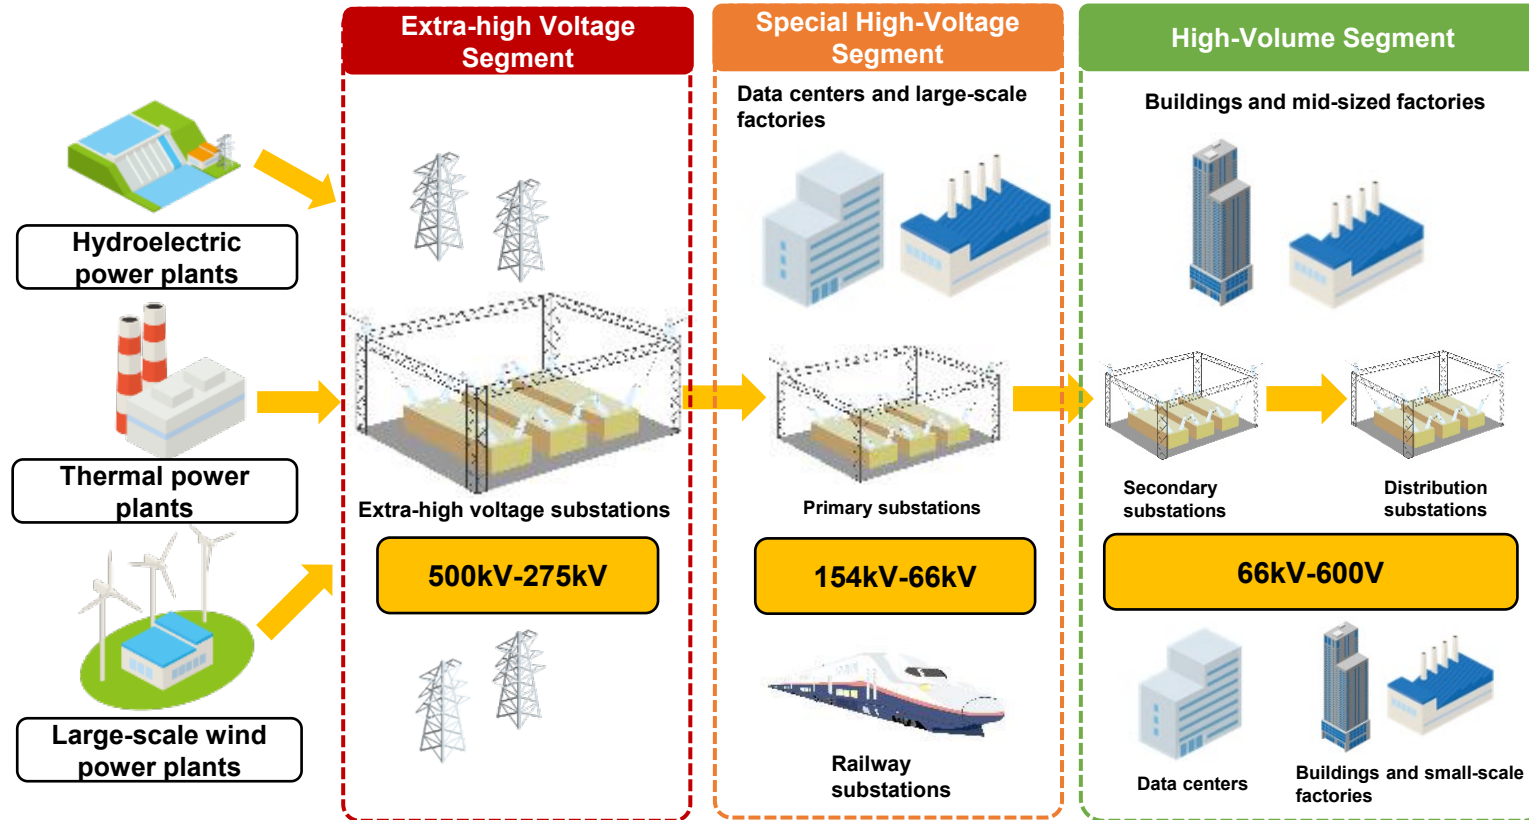 Extra-high Voltage
Segment
Special High-Voltage
Segment
High-Volume Segment
Data centers and large-scale
factories
Buildings and mid-sized factories
Hydroelectric
power plants
Thermal power
plants
Large-scale wind
power plants
Extra-high voltage substations
Primary substations
Secondary
substations
Distribution
substations
500kV-275kV
154kV-66kV
66kV-600V
Railway
substations
Data centers
Buildings and small-scale
factories